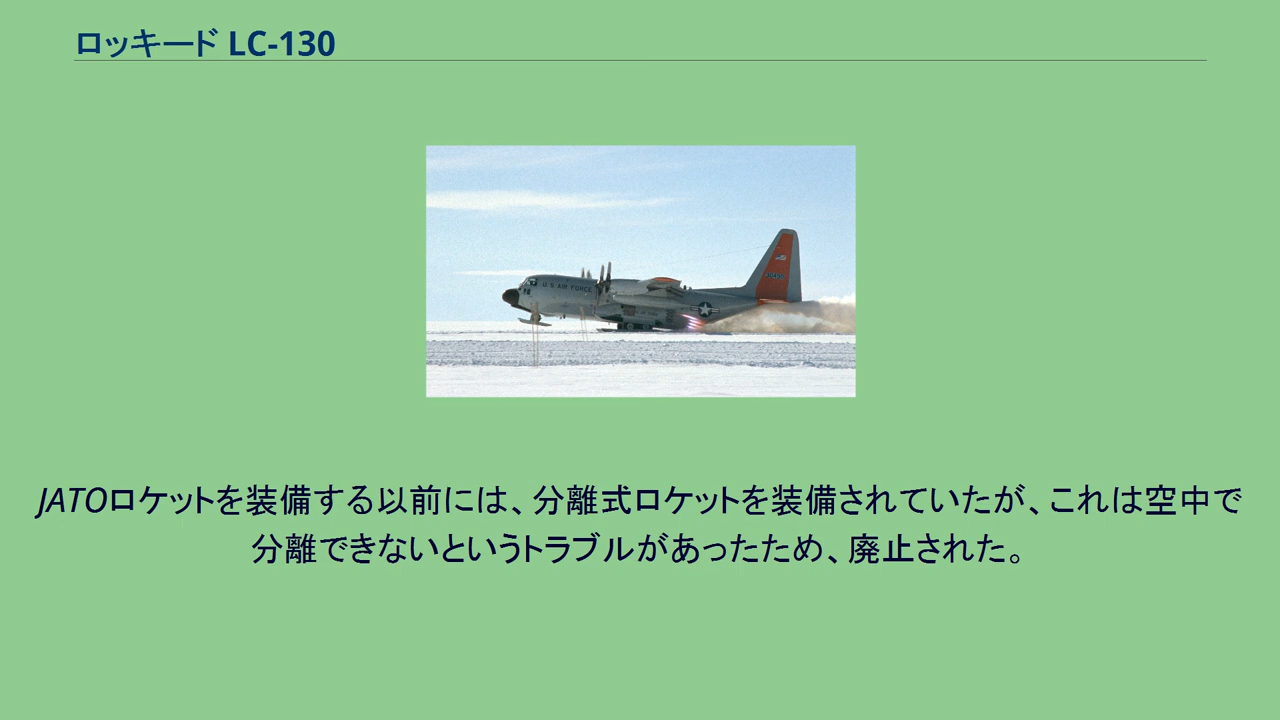 ロッキード LC-130
U.S. AIR FORCE
JATOロケットを装備する以前には、分離式ロケットを装備されていたが、これは空中で
分離できないというトラブルがあったため、廃止された。